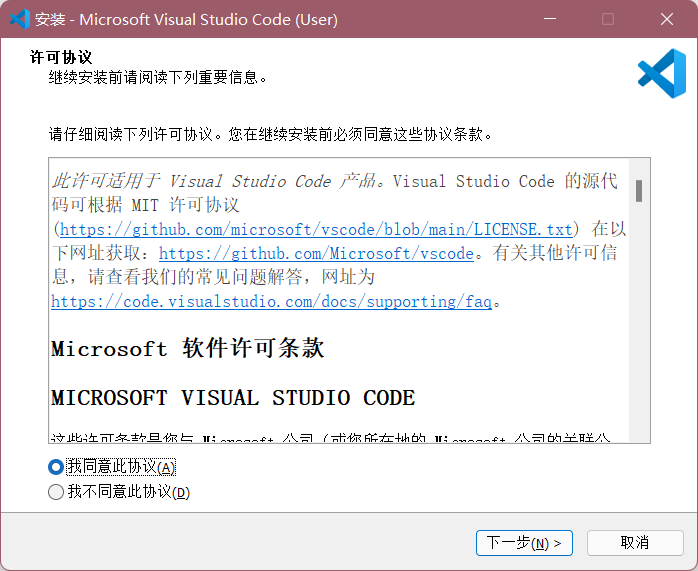 安装 - Microsoft Visual Studio Code (User)
许可协议
继续安装前请阅读下列重要信息。
请仔细阅读下列许可协议。您在继续安装前必须同意这些协议条款。
此许可适用于 Visual Studio Code 产品。Visual Studio Code 的源代
码可根据 MIT 许可协议
(https://github.com/microsoft/vscode/blob/main/LICENSE.txt) 在以
下网址获取：https://github.com/Microsoft/vscode。有关其他许可信
息，请查看我们的常见问题解答，网址为
https://code.visualstudio.com/docs/supporting/faq。
Microsoft 软件许可条款
MICROSOFT VISUAL STUDIO CODE
这些许可条款是您与 Microsoft 公司（或您所在地的 Microsoft 公司的关联公
我同意此协议(A)
我不同意此协议(D)
下一步(N) >
取消